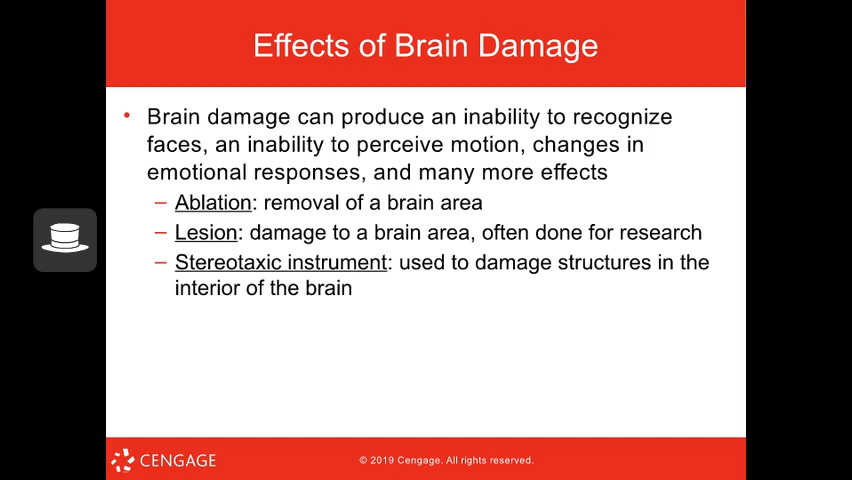 Effects of Brain Damage
• Brain damage can produce an inability to recognize
faces, an inability to perceive motion, changes in
emotional responses, and many more effects
– Ablation: removal of a brain area
– Lesion: damage to a brain area, often done for research
– Stereotaxic instrument: used to damage structures in the
interior of the brain
CENGAGE
© 2019 Cengage. All rights reserved.